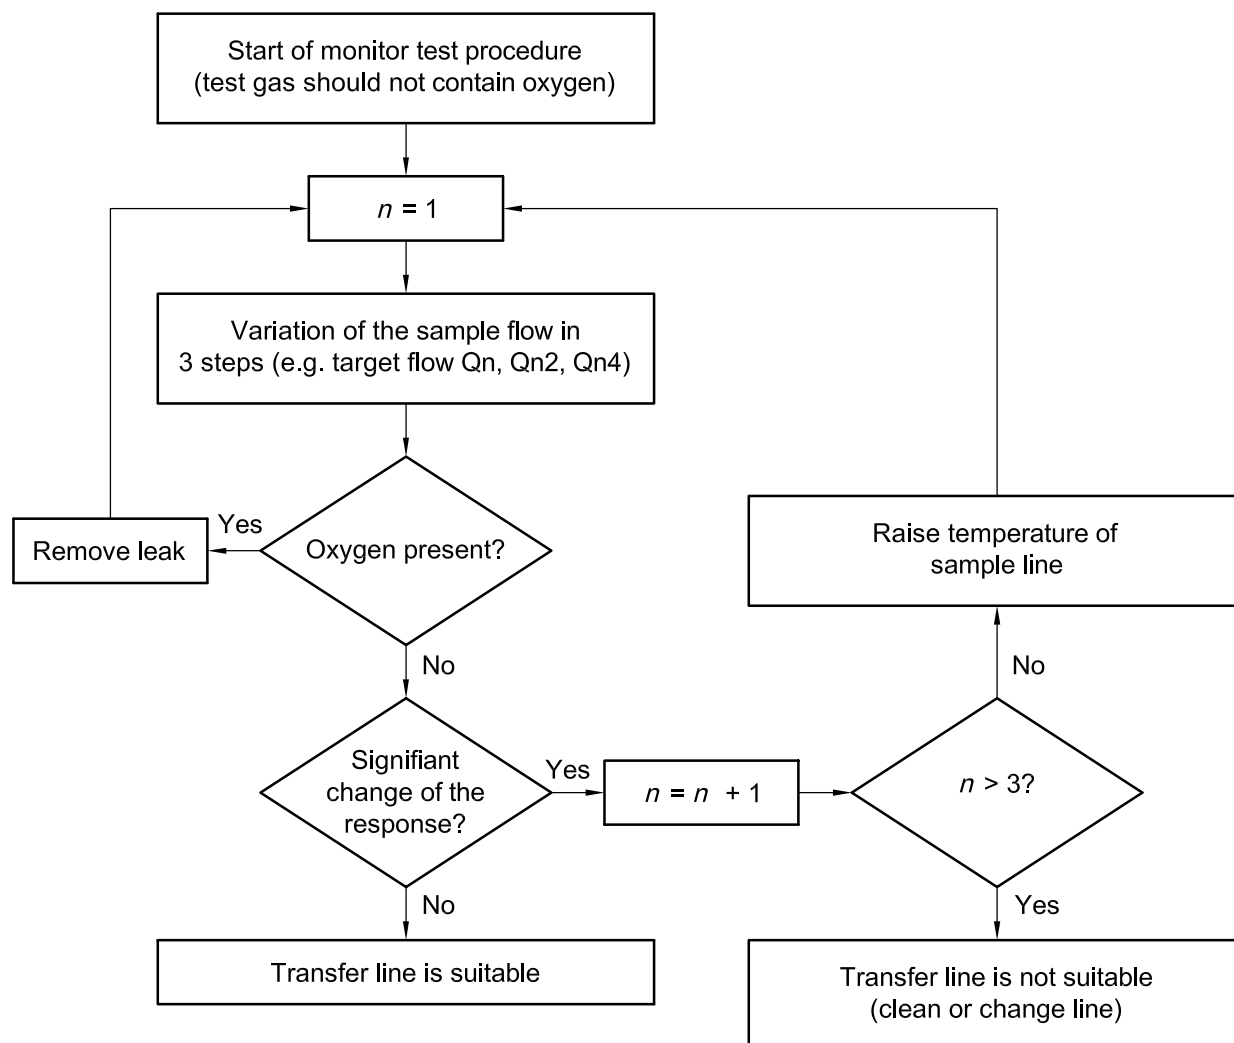 Start of monitor test procedure
(test gas should not contain oxygen)
n = 1
Variation of the sample flow in
3 steps (e.g. target flow Qn, Qn2, Qn4)
Yes
Remove leak
Oxygen present?
Raise temperature of
sample line
No
No
Signifiant
change of the
response?
Yes
n = n + 1
n > 3?
No
Yes
Transfer line is suitable
Transfer line is not suitable
(clean or change line)